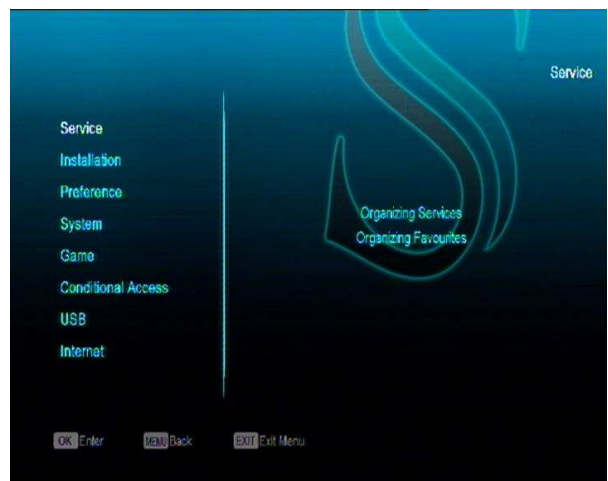 Service
Service
Installation
Preference
System
Game
Conditional Access
USB
Internet
Organizing Services
Organizing Favourites
OK Enter MENU Back EXIT Exit Menu